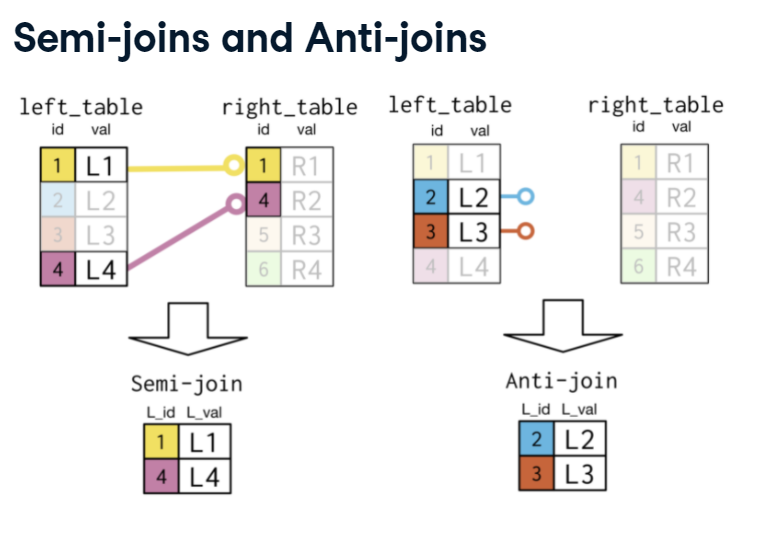 Semi-joins and Anti-joins
left_table right_table
id val id val
1 L1 1 R1
2 L2 4 R2
3 L3 5 R3
4 L4 6 R4
Semi-join
L_id L_val
1 L1
4 L4
left_table right_table
id val id val
1 L1 1 R1
2 L2 4 R2
3 L3 5 R3
4 L4 6 R4
Anti-join
L_id L_val
2 L2
3 L3